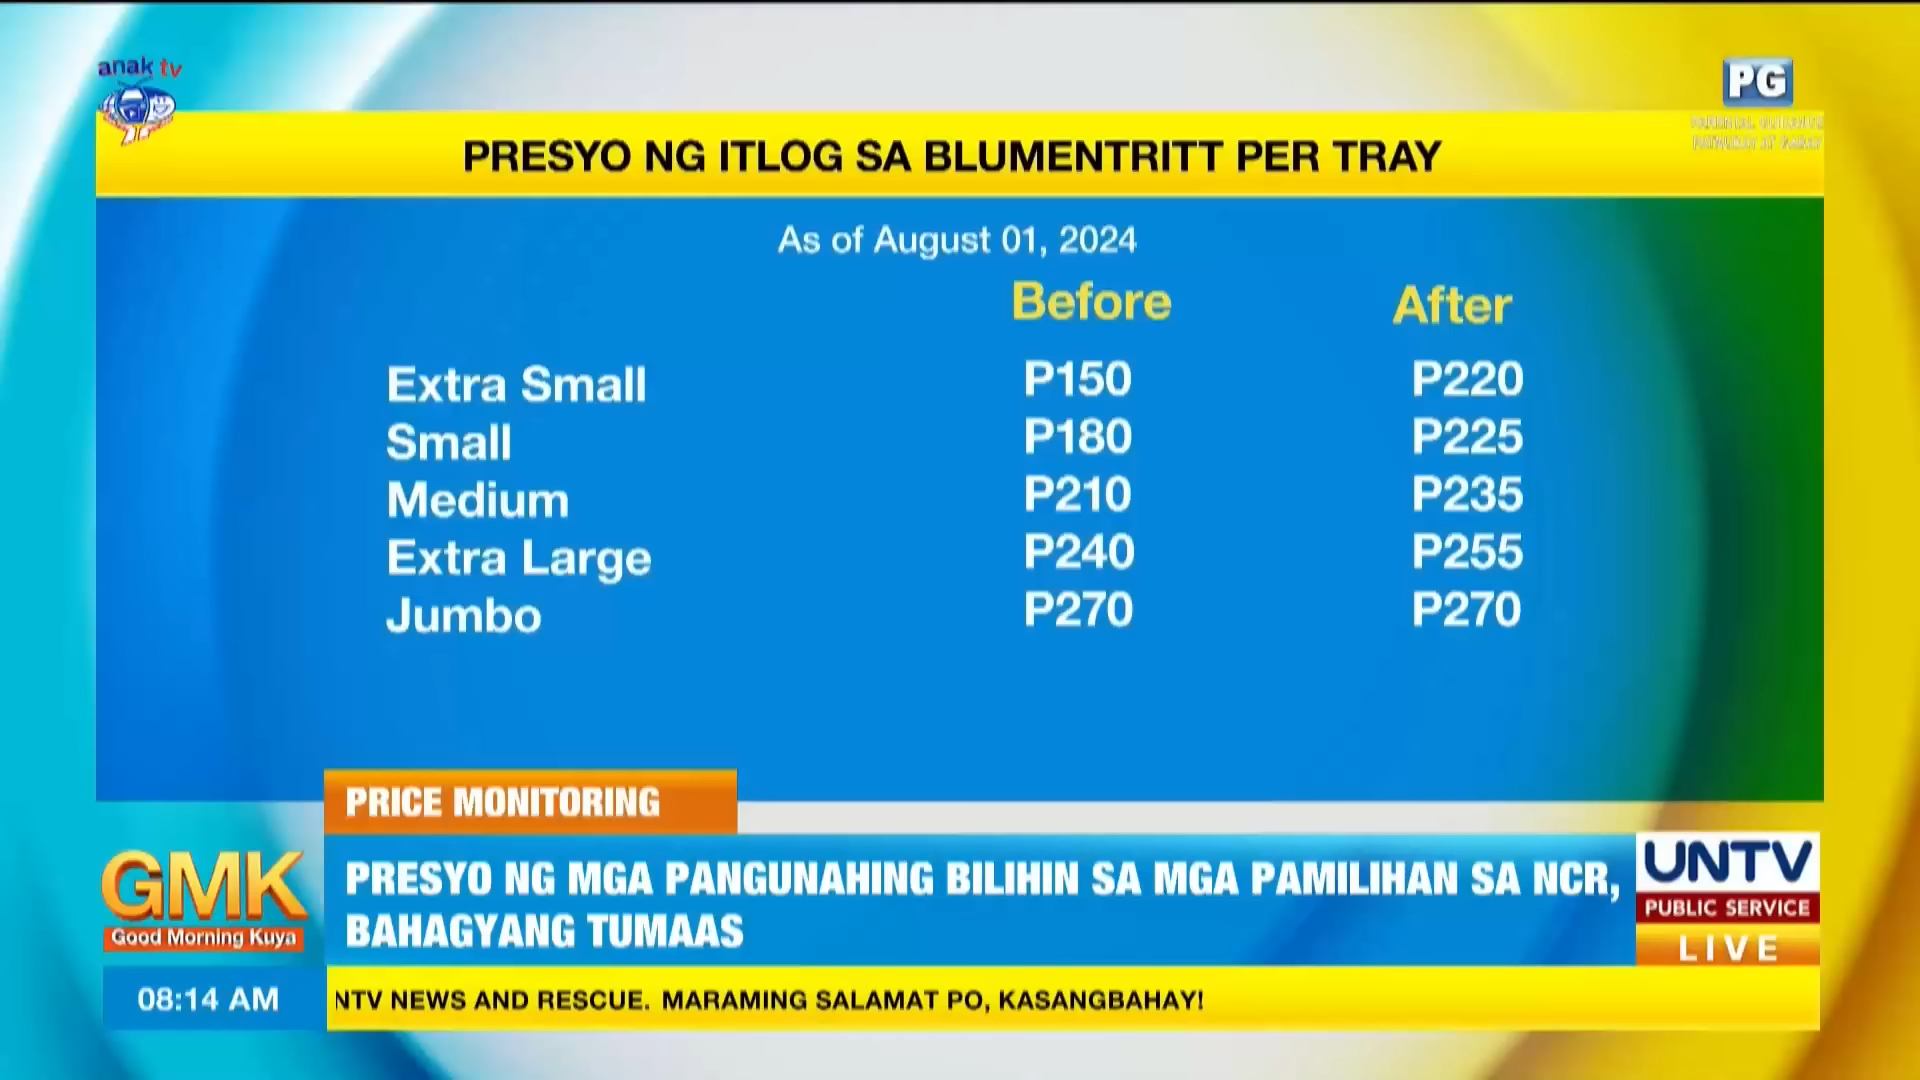 anak tv
PG
PRESYO NG ITLOG SA BLUMENTRITT PER TRAY
As of August 01, 2024
Before After
Extra Small P150 P220
Small P180 P225
Medium P210 P235
Extra Large P240 P255
Jumbo P270 P270
PRICE MONITORING
PRESYO NG MGA PANGUNAHING BILIHIN SA MGA PAMILIHAN SA NCR,
BAHAGYANG TUMAAS
GMK
Good Morning Kuya
UNTV
PUBLIC SERVICE
LIVE
08:14 AM
NTV NEWS AND RESCUE. MARAMING SALAMAT PO, KASANGBAHAY!